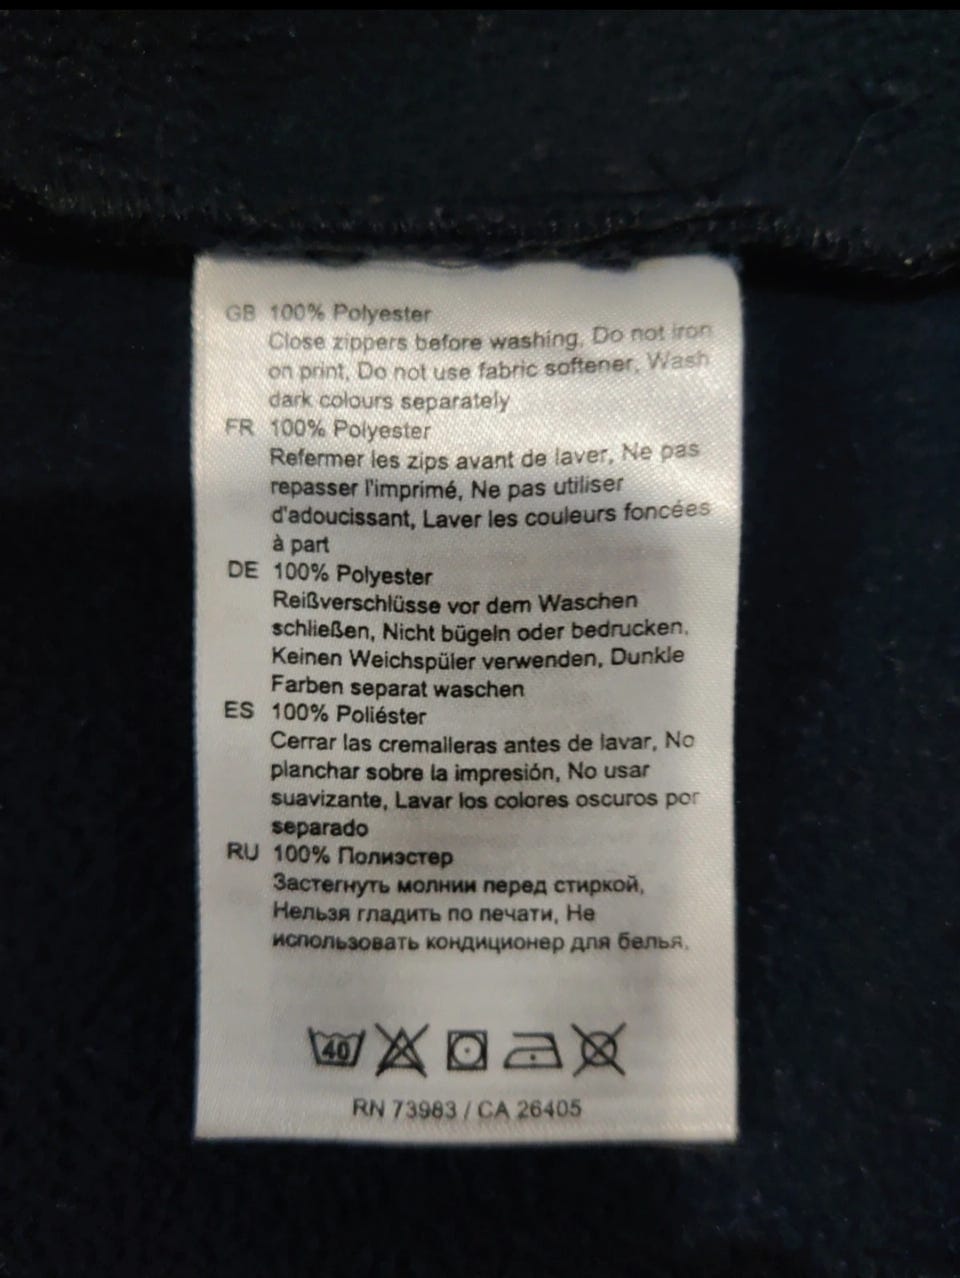 GB 100% Polyester
Close zippers before washing, Do not iron
on print, Do not use fabric softener, Wash
dark colours separately
FR 100% Polyester
Refermer les zips avant de laver, Ne pas
repasser l'imprimé, Ne pas utiliser
d'adoucissant, Laver les couleurs foncées
à part
DE 100% Polyester
Reißverschlüsse vor dem Waschen
schließen, Nicht bügeln oder bedrucken,
Keinen Weichspüler verwenden, Dunkle
Farben separat waschen
ES 100% Poliéster
Cerrar las cremalleras antes de lavar, No
planchar sobre la impresión, No usar
suavizante, Lavar los colores oscuros por
separado
RU 100% Полиэстер
Застегнуть молнии перед стиркой,
Нельзя гладить по печати, Не
использовать кондиционер для белья,
40
RN 73983 / CA 26405